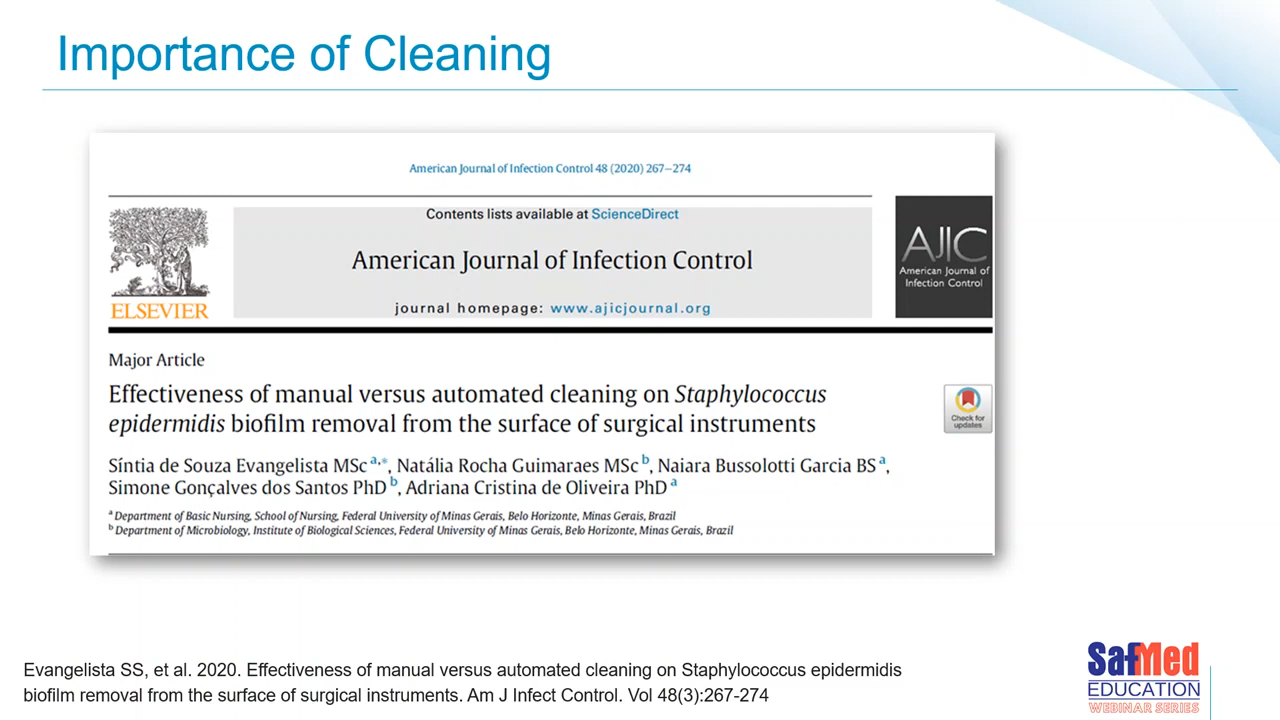 Importance of Cleaning
American Journal of Infection Control 48 (2020) 267−274
Contents lists available at ScienceDirect
American Journal of Infection Control
journal homepage: www.ajicjournal.org
ELSEVIER
AJIC
American Journal of
Infection Control
Major Article
Effectiveness of manual versus automated cleaning on Staphylococcus
epidermidis biofilm removal from the surface of surgical instruments
Check for
updates
Síntia de Souza Evangelista MSc a,*, Natália Rocha Guimaraes MSc b, Naiara Bussolotti Garcia BS a,
Simone Gonçalves dos Santos PhD b, Adriana Cristina de Oliveira PhD a
a Department of Basic Nursing, School of Nursing, Federal University of Minas Gerais, Belo Horizonte, Minas Gerais, Brazil
b Department of Microbiology, Institute of Biological Sciences, Federal University of Minas Gerais, Belo Horizonte, Minas Gerais, Brazil
Evangelista SS, et al. 2020. Effectiveness of manual versus automated cleaning on Staphylococcus epidermidis
biofilm removal from the surface of surgical instruments. Am J Infect Control. Vol 48(3):267-274
SafMed
EDUCATION
WEBINAR SERIES